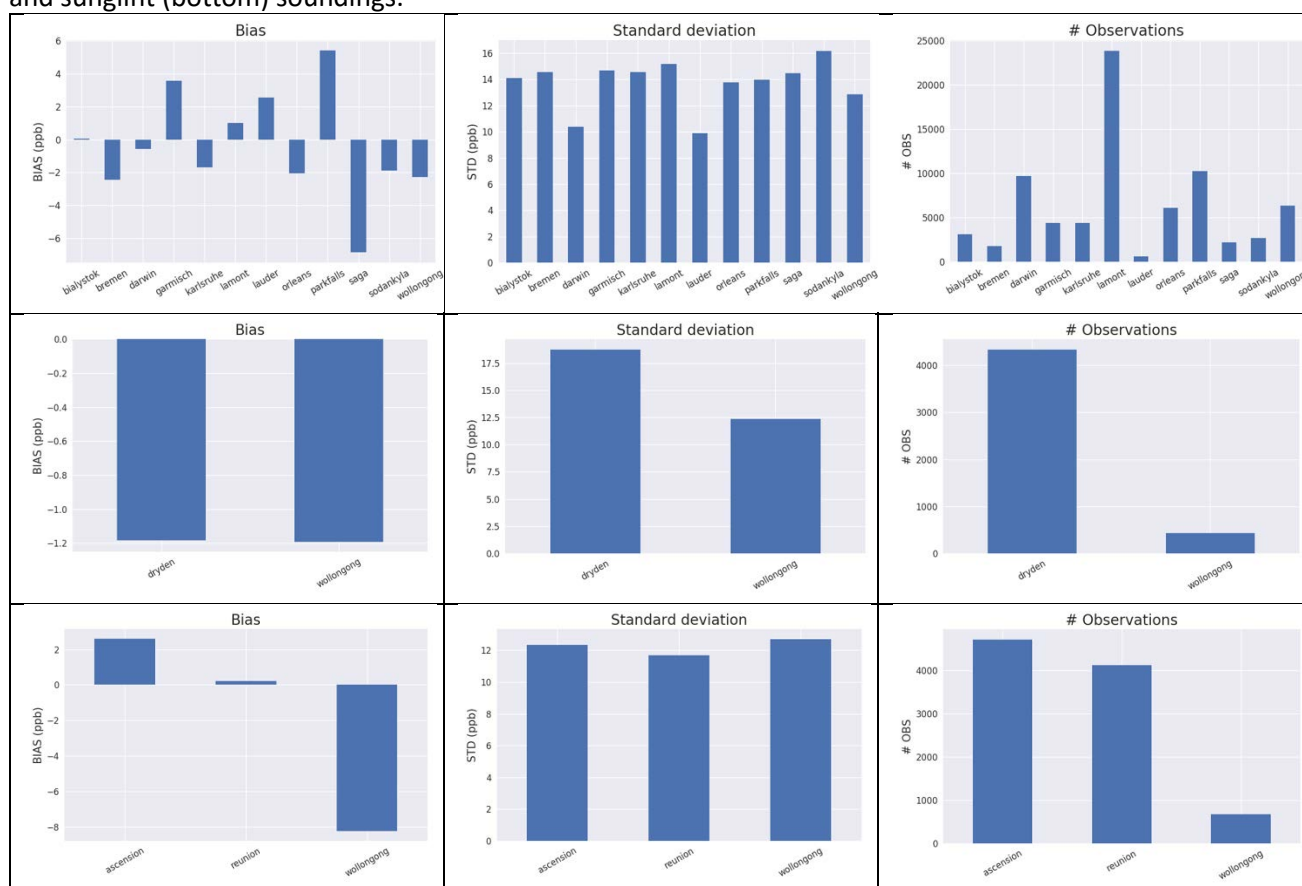 and sunglint (bottom) soundings.
Bias
BIAS (ppb)
6
4
2
0
−2
−4
−6
bialystok
bremen
darwin
garmisch
karlsruhe
lamont
lauder
orleans
parkfalls
saga
sodankyla
wollongong
Standard deviation
STD (ppb)
16
14
12
10
8
6
4
2
0
bialystok
bremen
darwin
garmisch
karlsruhe
lamont
lauder
orleans
parkfalls
saga
sodankyla
wollongong
# Observations
# OBS
25000
20000
15000
10000
5000
0
bialystok
bremen
darwin
garmisch
karlsruhe
lamont
lauder
orleans
parkfalls
saga
sodankyla
wollongong
Bias
BIAS (ppb)
0.0
−0.2
−0.4
−0.6
−0.8
−1.0
−1.2
dryden
wollongong
Standard deviation
STD (ppb)
17.5
15.0
12.5
10.0
7.5
5.0
2.5
0.0
dryden
wollongong
# Observations
# OBS
4000
3000
2000
1000
0
dryden
wollongong
Bias
BIAS (ppb)
2
0
−2
−4
−6
−8
ascension
reunion
wollongong
Standard deviation
STD (ppb)
12
10
8
6
4
2
0
ascension
reunion
wollongong
# Observations
# OBS
4000
3000
2000
1000
0
ascension
reunion
wollongong